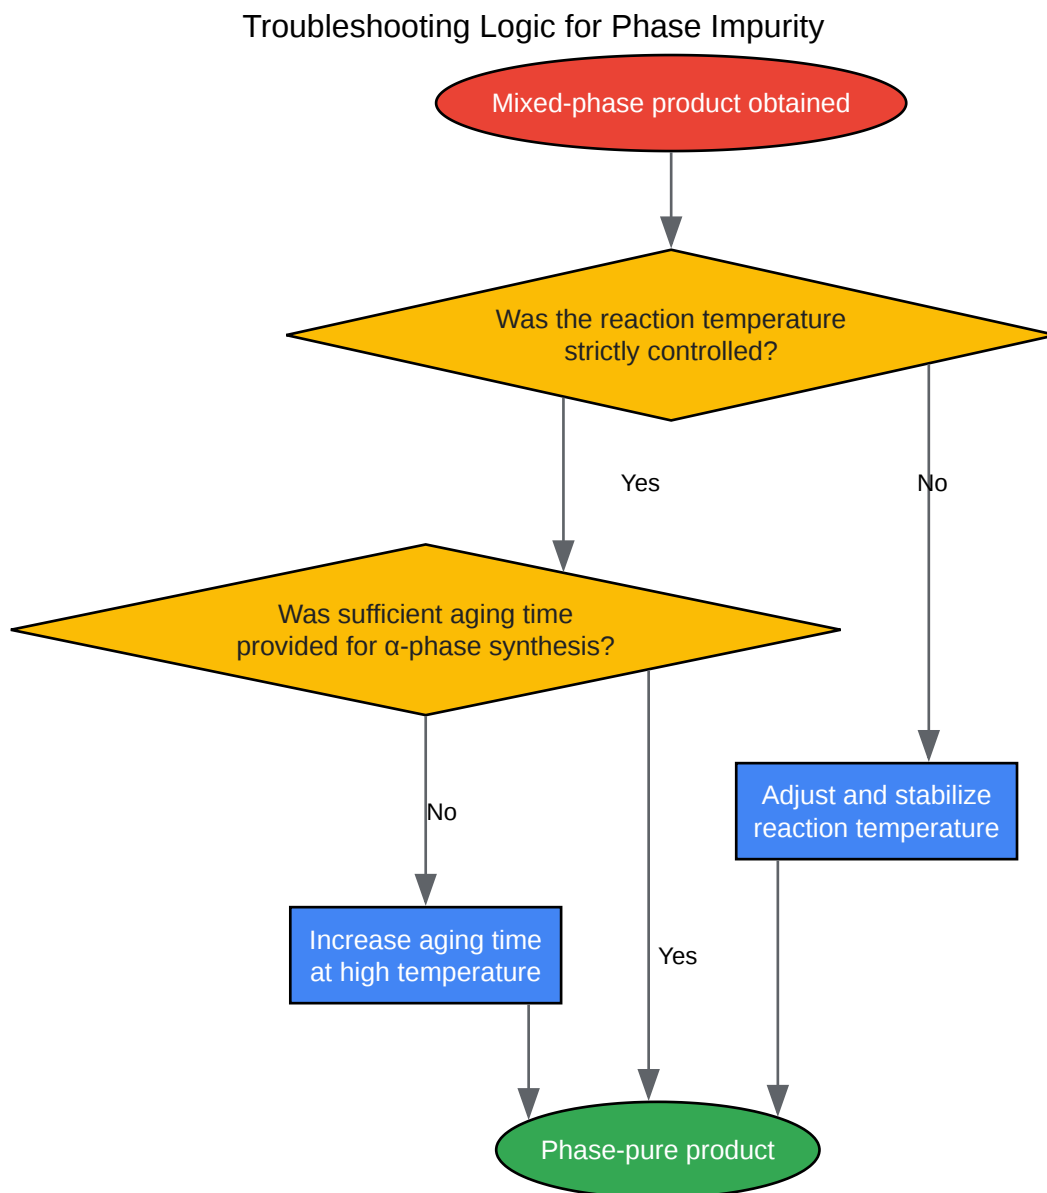 Troubleshooting Logic for Phase Impurity
Mixed-phase product obtained
Was the reaction temperature
strictly controlled?
Yes
No
Was sufficient aging time
provided for α-phase synthesis?
Adjust and stabilize
reaction temperature
No
Increase aging time
at high temperature
Yes
Phase-pure product